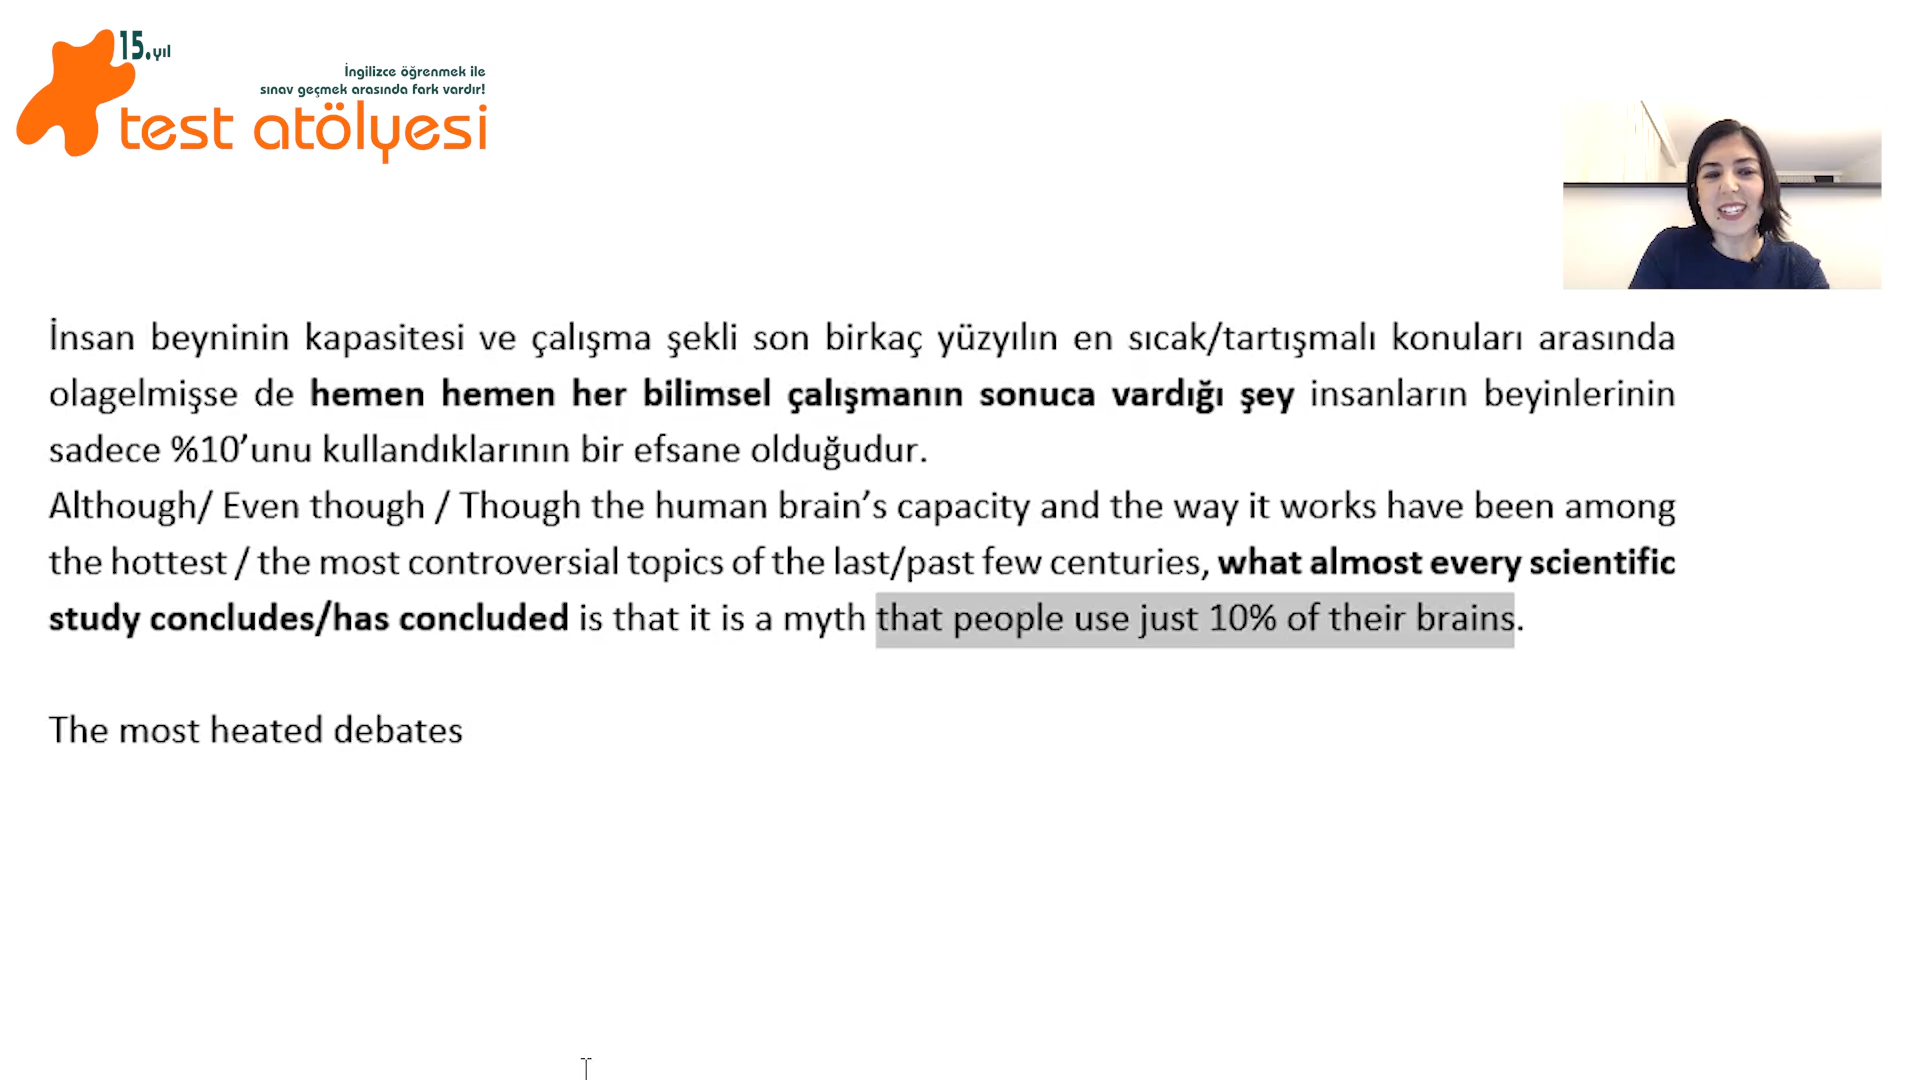 15.yıl
İngilizce öğrenmek ile
sınav geçmek arasında fark vardır!
test atölyesi
İnsan beyninin kapasitesi ve çalışma şekli son birkaç yüzyılın en sıcak/tartışmalı konuları arasında
olagelmişse de hemen hemen her bilimsel çalışmanın sonuca vardığı şey insanların beyinlerinin
sadece %10’unu kullandıklarının bir efsane olduğudur.
Although/ Even though / Though the human brain’s capacity and the way it works have been among
the hottest / the most controversial topics of the last/past few centuries, what almost every scientific
study concludes/has concluded is that it is a myth that people use just 10% of their brains.
The most heated debates